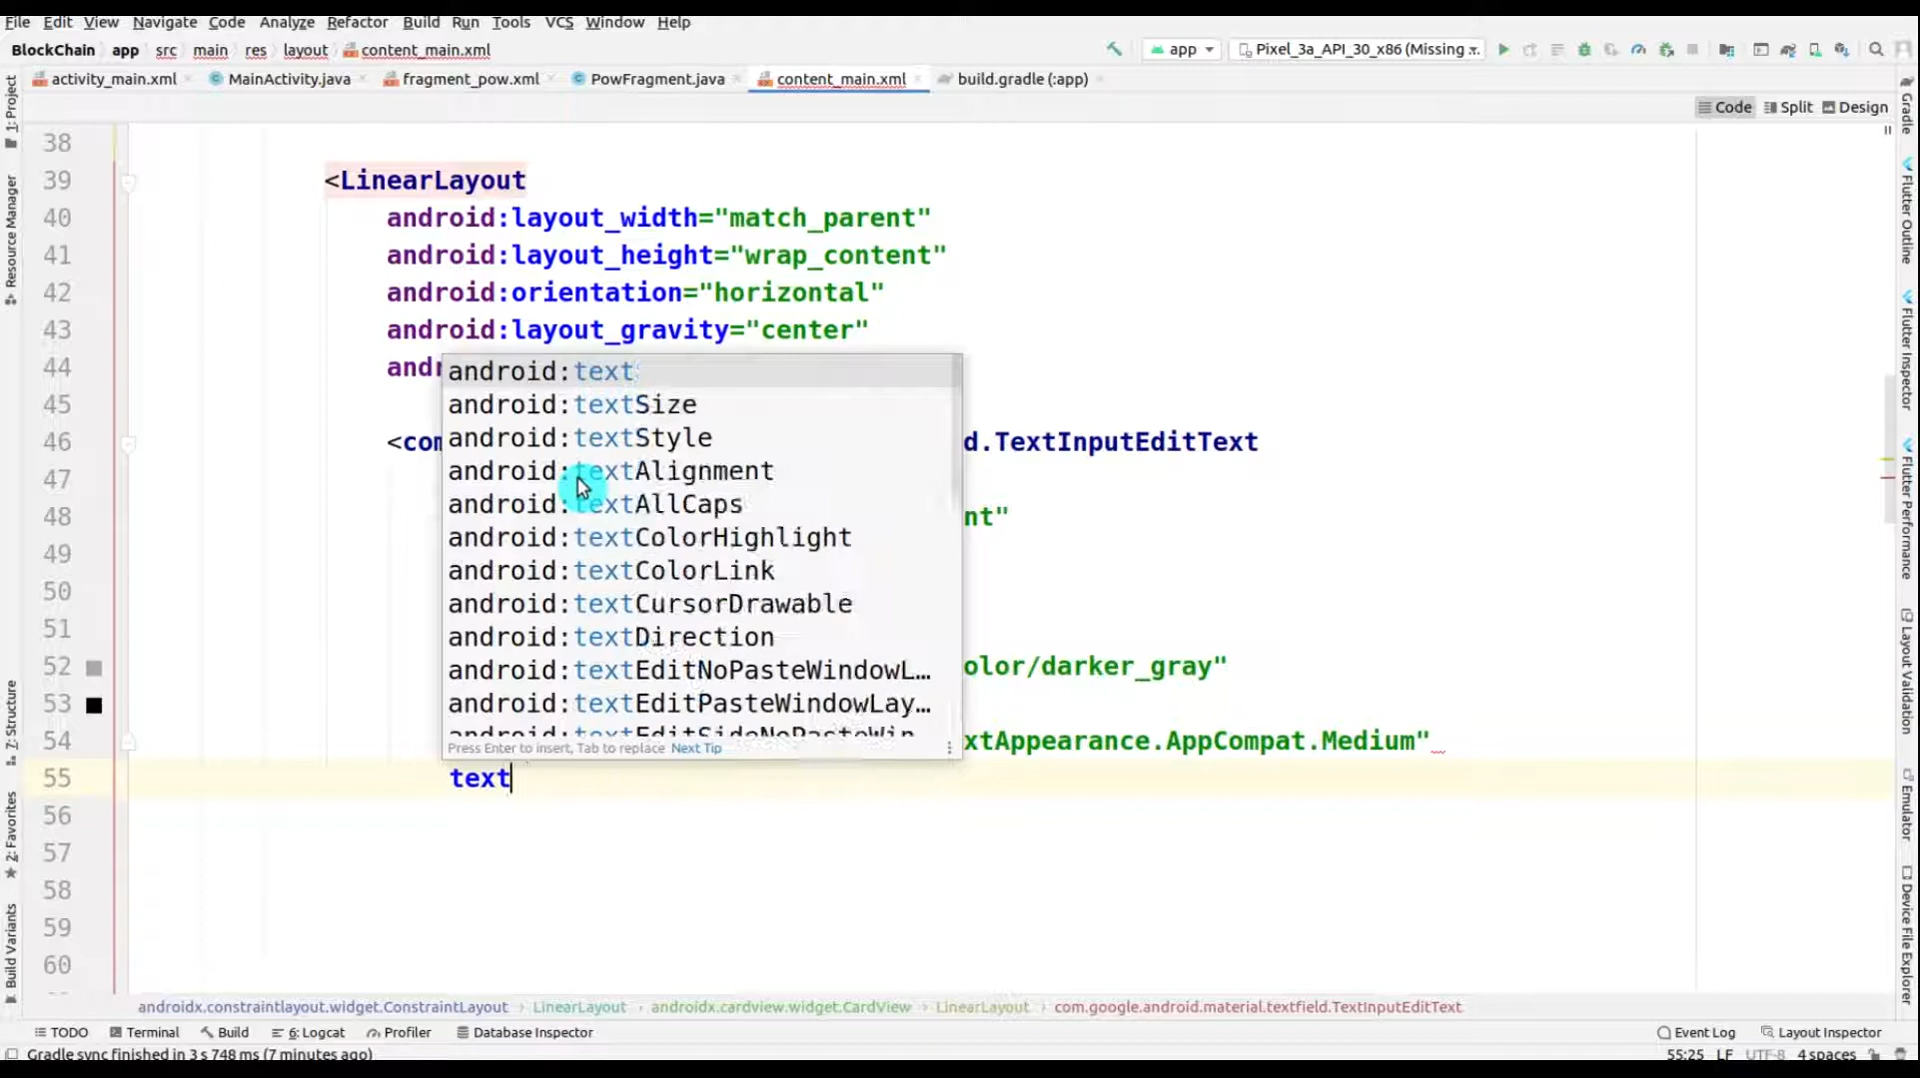 File Edit View Navigate Code Analyze Refactor Build Run Tools VCS Window Help
BlockChain app src main res layout content_main.xml app Pixel_3a_API_30_x86 (Missing
activity_main.xml MainActivity.java fragment_pow.xml PowFragment.java content_main.xml build.gradle (:app)
Code Split Design
38
39 <LinearLayout
40 android:layout_width="match_parent"
41 android:layout_height="wrap_content"
42 android:orientation="horizontal"
43 android:layout_gravity="center"
44 andr
45
46 <com d.TextInputEditText
47
48 nt"
49
50
51
52 olor/darker_gray"
53
54 xtAppearance.AppCompat.Medium"
55 text
56
57
58
59
60
android:text
android:textSize
android:textStyle
android:textAlignment
android:textAllCaps
android:textColorHighlight
android:textColorLink
android:textCursorDrawable
android:textDirection
android:textEditNoPasteWindowL…
android:textEditPasteWindowLay…
android:textEditSideNoPasteWin
Press Enter to insert, Tab to replace Next Tip
1: Project
Resource Manager
7: Structure
2: Favorites
Build Variants
Gradle
Flutter Outline
Flutter Inspector
Flutter Performance
Layout Validation
Emulator
Device File Explorer
androidx.constraintlayout.widget.ConstraintLayout LinearLayout androidx.cardview.widget.CardView LinearLayout com.google.android.material.textfield.TextInputEditText
TODO Terminal Build 6: Logcat Profiler Database Inspector Event Log Layout Inspector
Gradle sync finished in 3 s 748 ms (7 minutes ago) 55:25 LF UTF-8 4 spaces